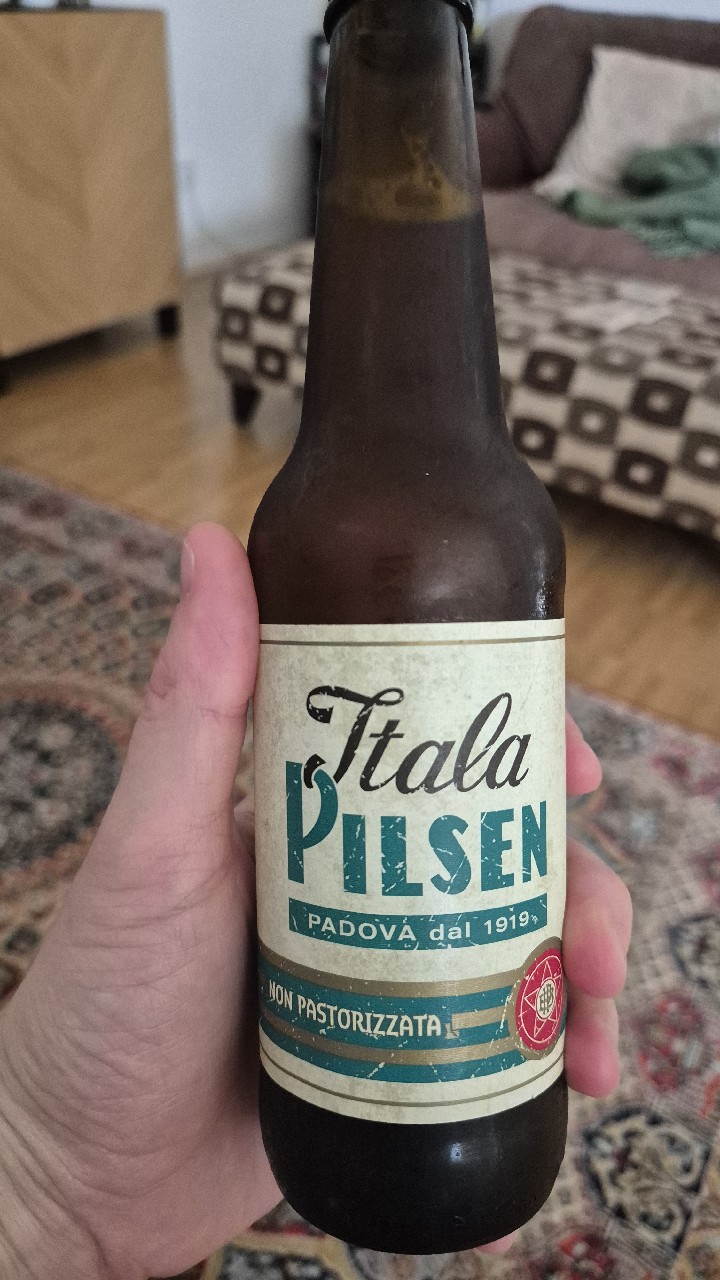 Itala
PILSEN
PADOVA dal 1919
NON PASTORIZZATA